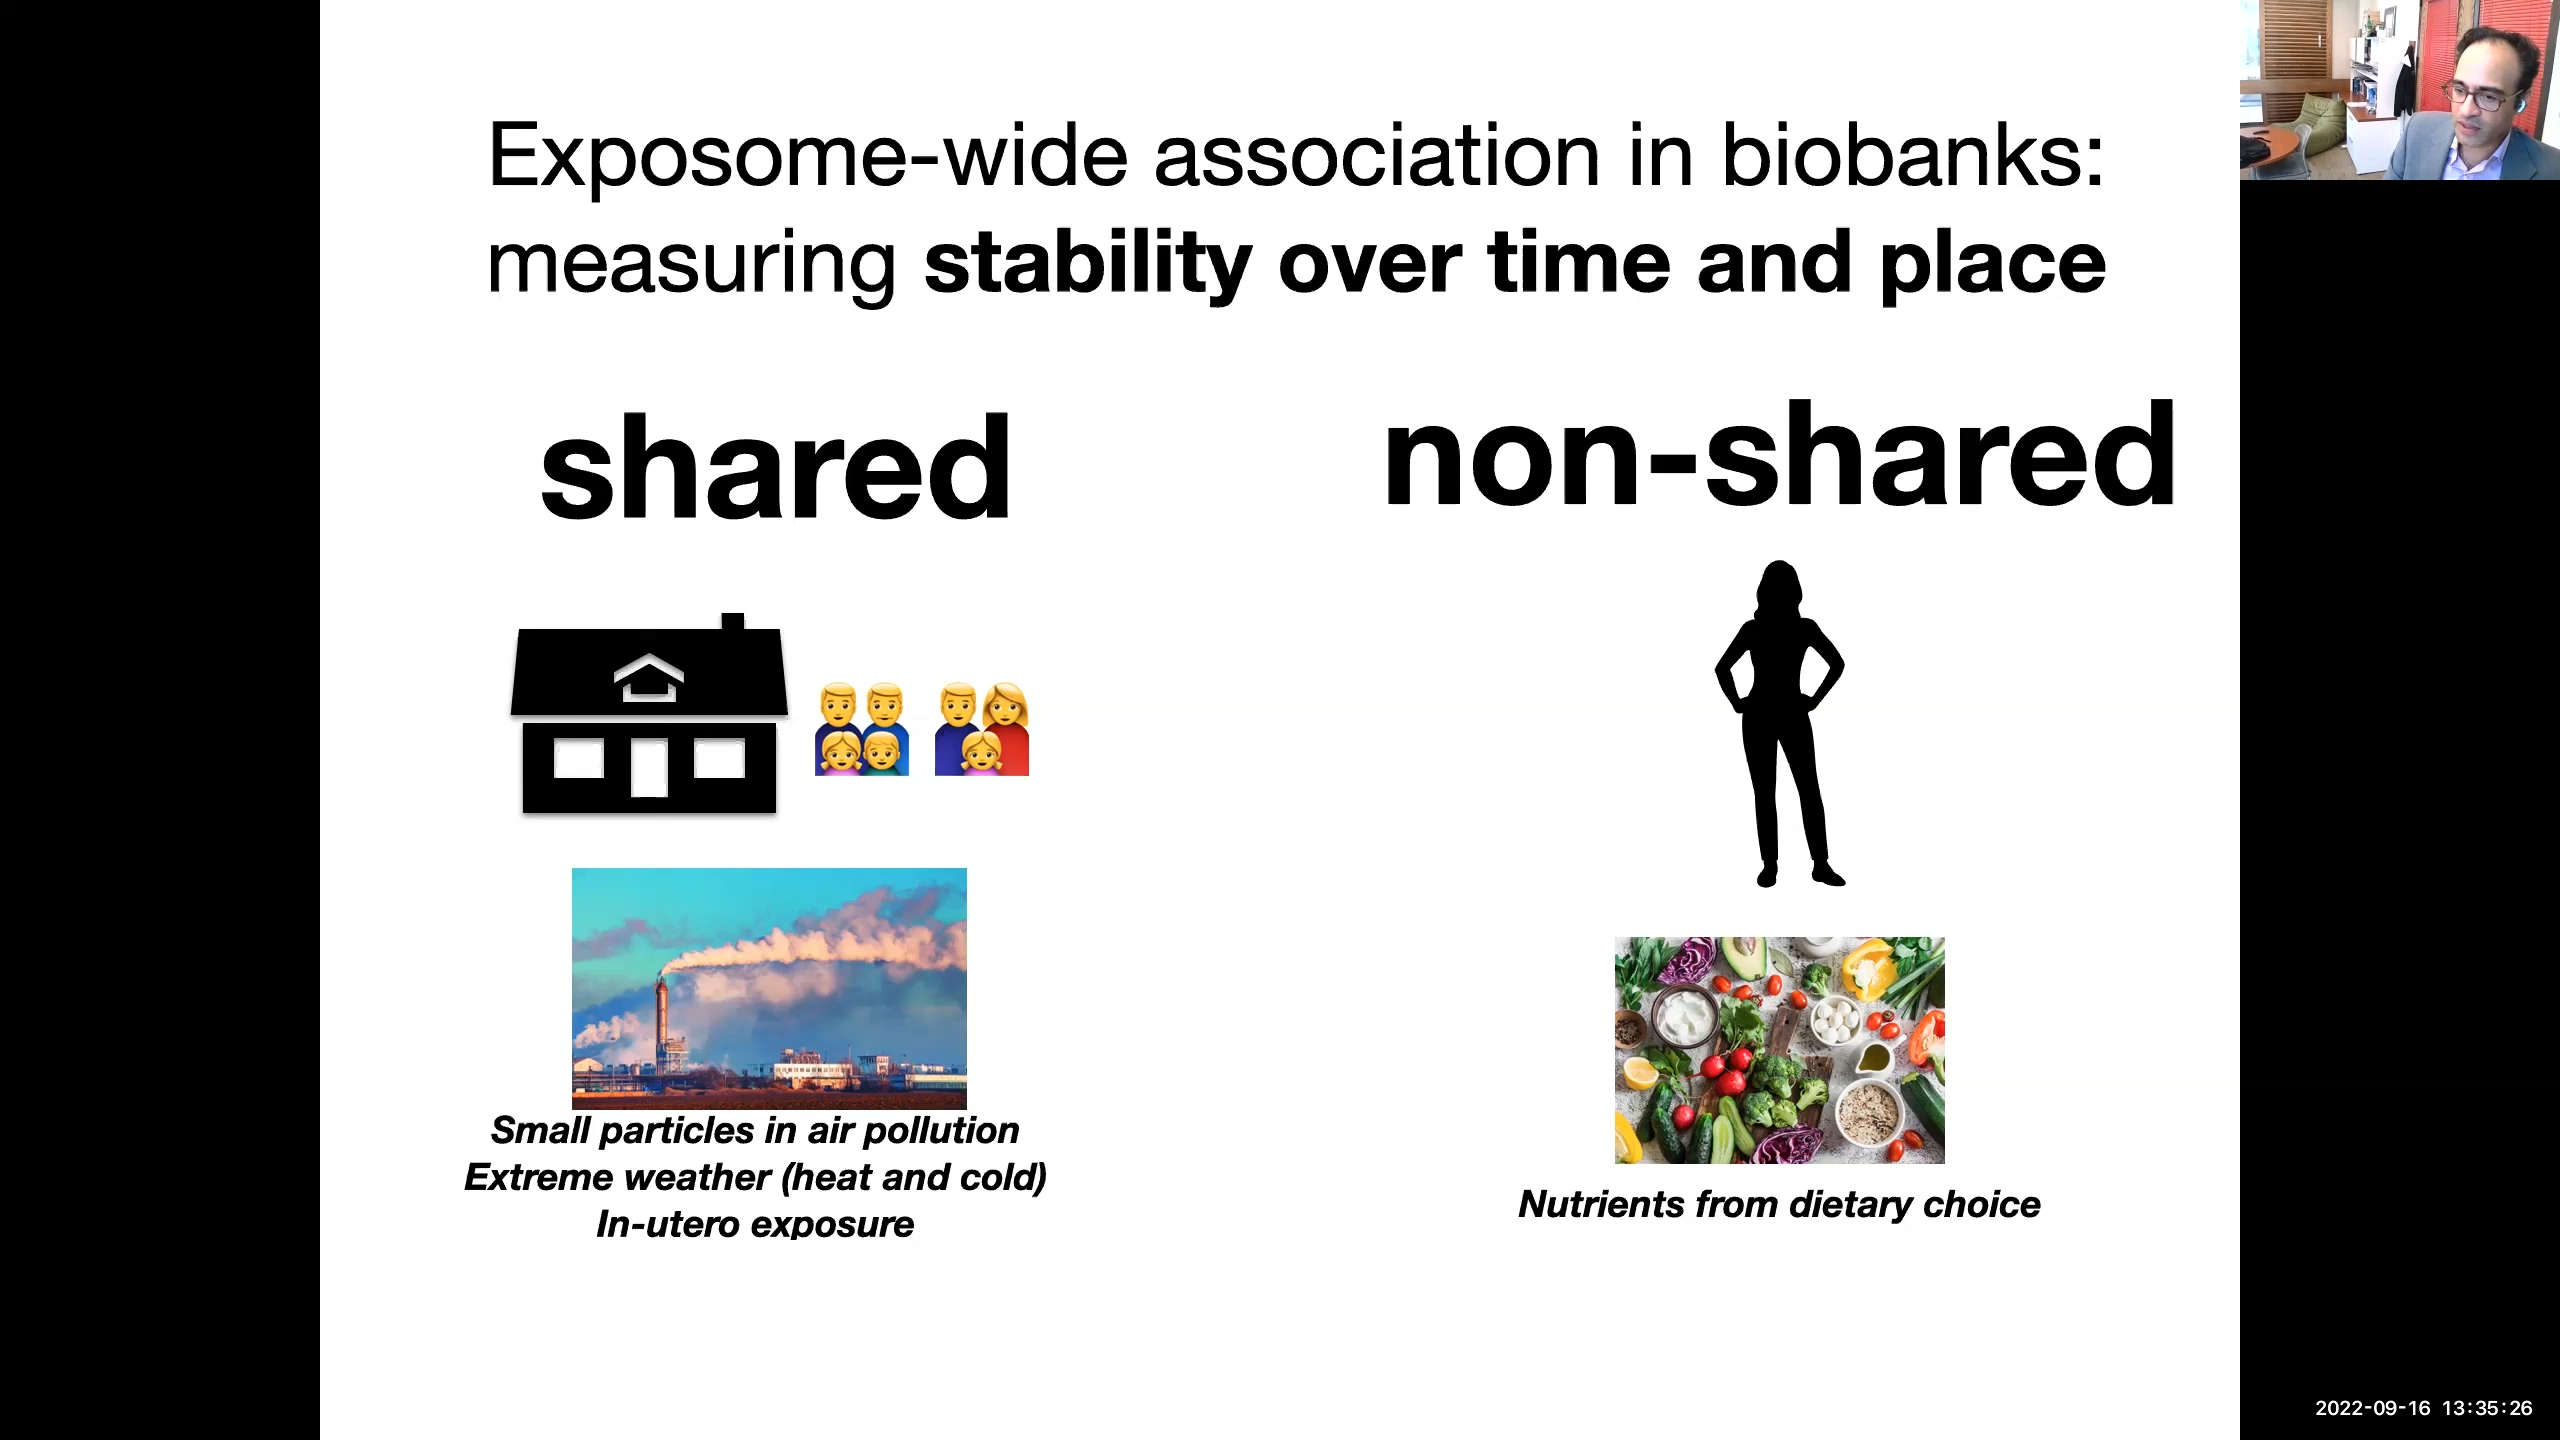 Exposome-wide association in biobanks:
measuring stability over time and place
shared
non-shared
Small particles in air pollution
Extreme weather (heat and cold)
In-utero exposure
Nutrients from dietary choice
2022-09-16 13:35:26